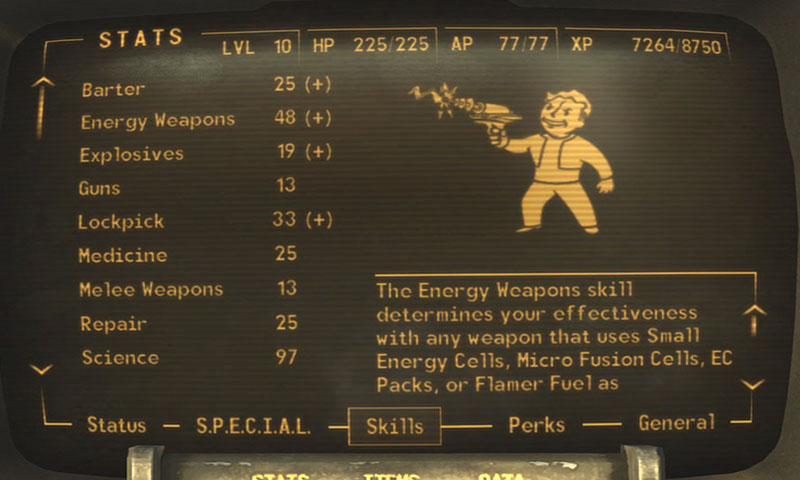 STATS LVL 10 HP 225/225 AP 77/77 XP 7264/8750
Barter 25 (+)
Energy Weapons 48 (+)
Explosives 19 (+)
Guns 13
Lockpick 33 (+)
Medicine 25
Melee Weapons 13
Repair 25
Science 97
The Energy Weapons skill
determines your effectiveness
with any weapon that uses Small
Energy Cells, Micro Fusion Cells, EC
Packs, or Flamer Fuel as
Status S.P.E.C.I.A.L. Skills Perks General
STATS ITEMS DATA